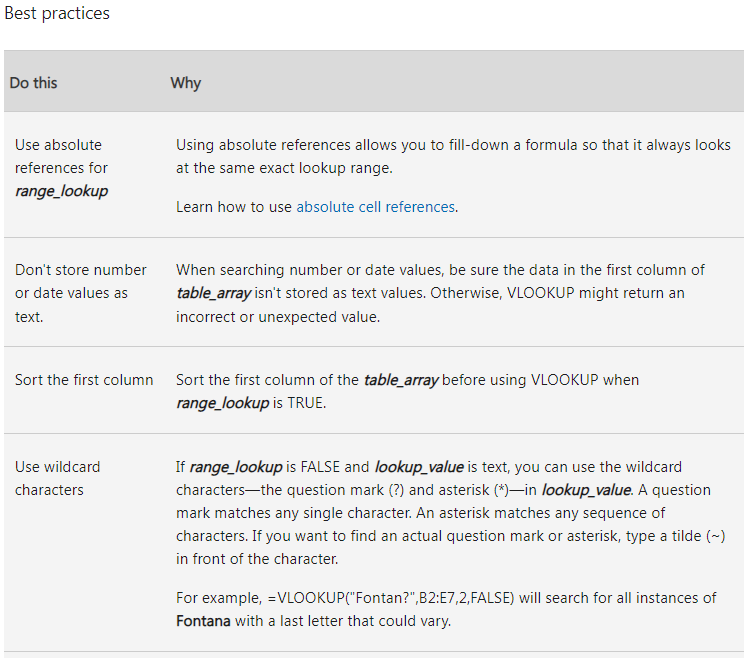 Best practices
Do this
Why
Use absolute
references for
range_lookup
Using absolute references allows you to fill-down a formula so that it always looks
at the same exact lookup range.
Learn how to use absolute cell references.
Don't store number
or date values as
text.
When searching number or date values, be sure the data in the first column of
table_array isn't stored as text values. Otherwise, VLOOKUP might return an
incorrect or unexpected value.
Sort the first column
Sort the first column of the table_array before using VLOOKUP when
range_lookup is TRUE.
Use wildcard
characters
If range_lookup is FALSE and lookup_value is text, you can use the wildcard
characters—the question mark (?) and asterisk (*)—in lookup_value. A question
mark matches any single character. An asterisk matches any sequence of
characters. If you want to find an actual question mark or asterisk, type a tilde (~)
in front of the character.
For example, =VLOOKUP("Fontan?",B2:E7,2,FALSE) will search for all instances of
Fontana with a last letter that could vary.